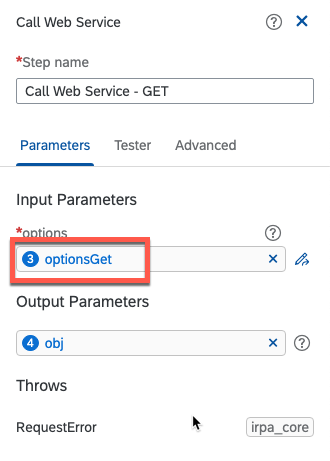 Call Web Service
*Step name
Call Web Service - GET
Parameters Tester Advanced
Input Parameters
*options
3 optionsGet
Output Parameters
4 obj
Throws
RequestError irpa_core